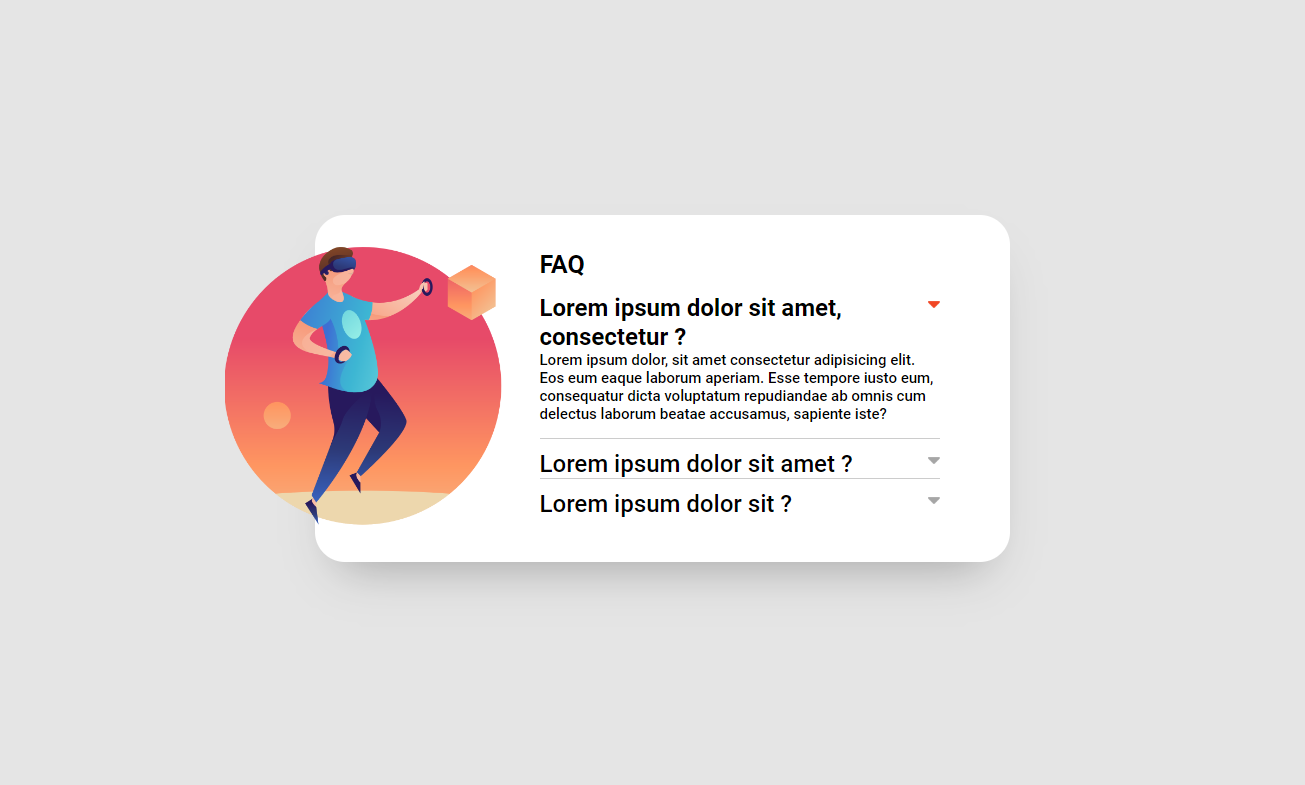 FAQ
Lorem ipsum dolor sit amet,
consectetur ?
Lorem ipsum dolor, sit amet consectetur adipisicing elit.
Eos eum eaque laborum aperiam. Esse tempore iusto eum,
consequatur dicta voluptatum repudiandae ab omnis cum
delectus laborum beatae accusamus, sapiente iste?
Lorem ipsum dolor sit amet ?
Lorem ipsum dolor sit ?